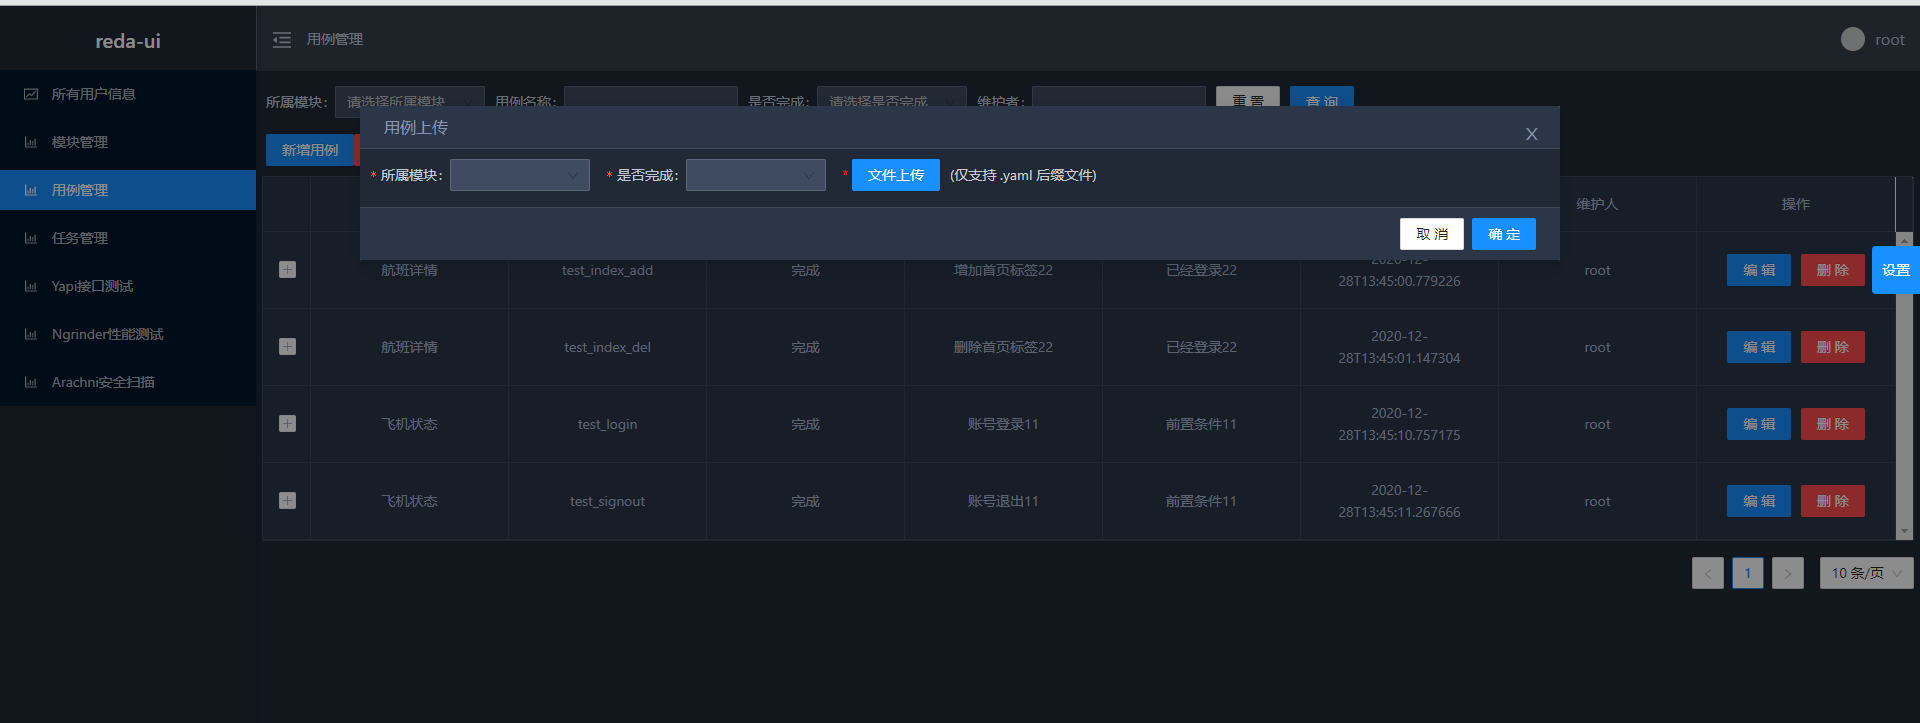 reda-ui
用例管理
root
所有用户信息
模块管理
用例管理
任务管理
Yapi接口测试
Ngrinder性能测试
Arachni安全扫描
所属模块: 请选择所属模块 用例名称: 是否完成: 请选择是否完成 维护者: 重 置 查 询
新增用例
用例上传
X
* 所属模块: * 是否完成: * 文件上传 (仅支持 .yaml 后缀文件)
取 消 确 定
维护人 操作
航班详情 test_index_add 完成 增加首页标签22 已经登录22 2020-12-28T13:45:00.779226 root 编 辑 删 除
设置
航班详情 test_index_del 完成 删除首页标签22 已经登录22 2020-12-
28T13:45:01.147304 root 编 辑 删 除
飞机状态 test_login 完成 账号登录11 前置条件11 2020-12-
28T13:45:10.757175 root 编 辑 删 除
飞机状态 test_signout 完成 账号退出11 前置条件11 2020-12-
28T13:45:11.267666 root 编 辑 删 除
< 1 > 10 条/页